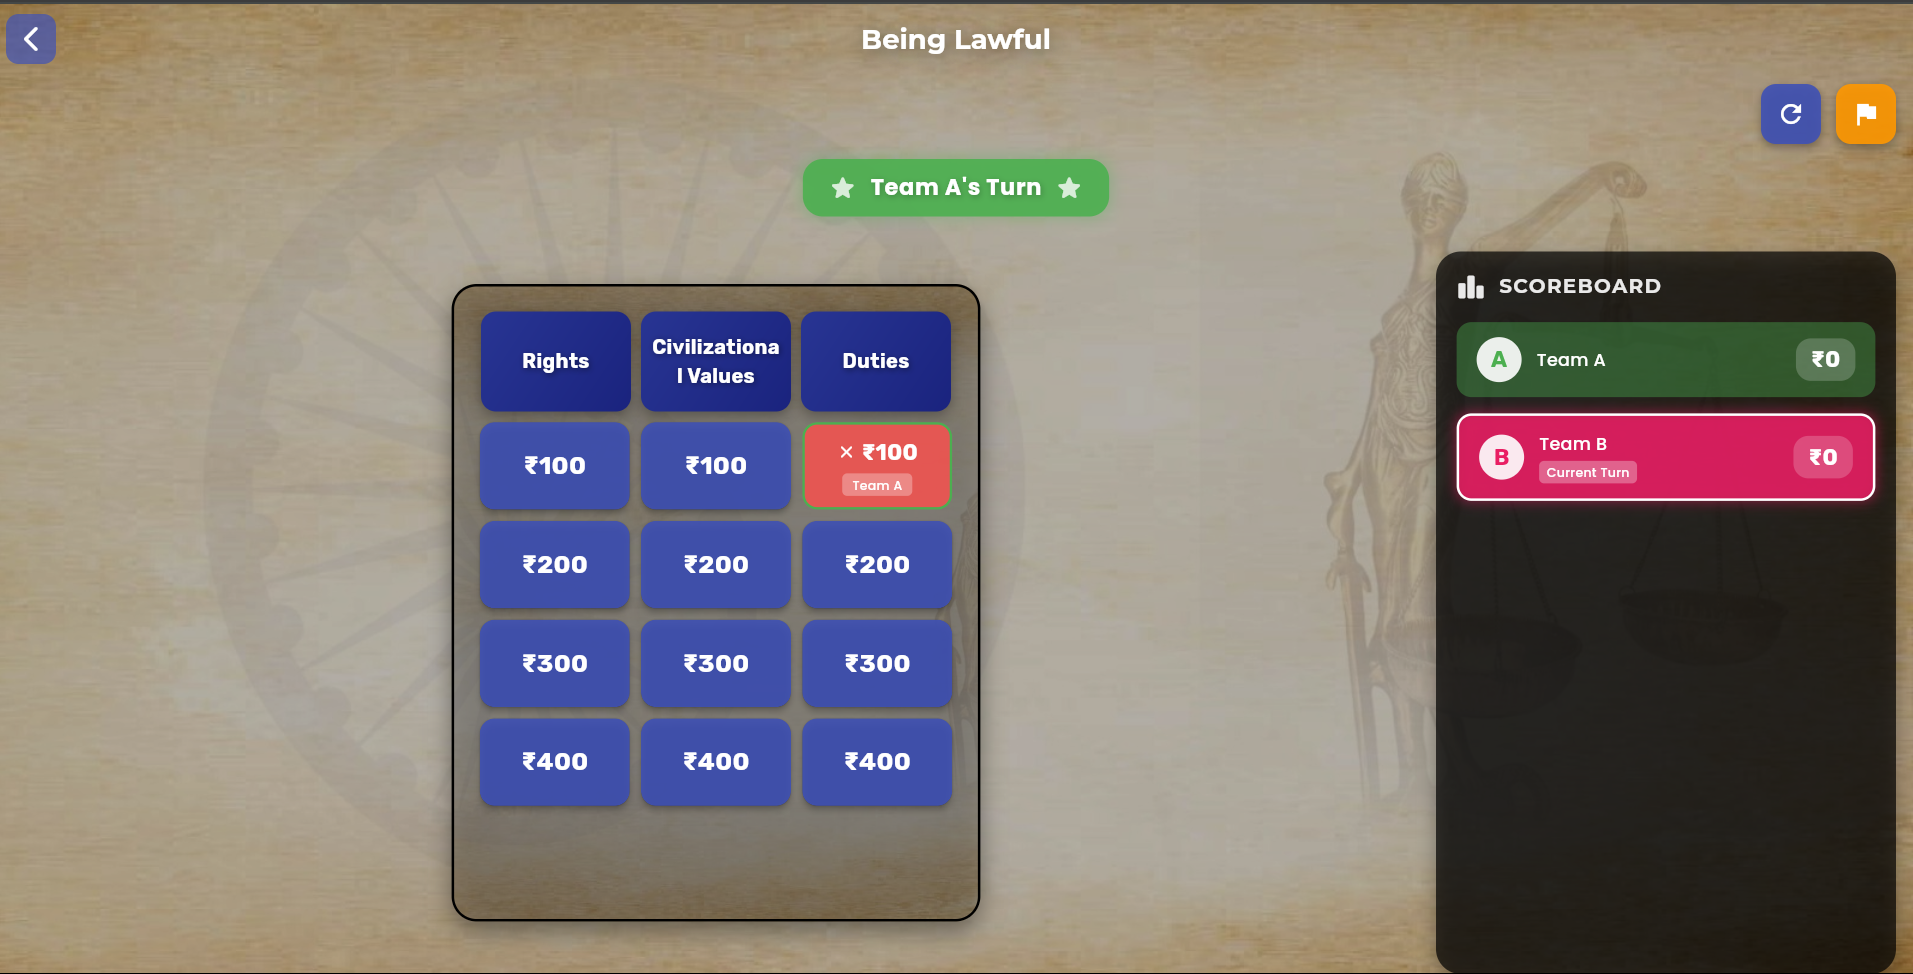 Being Lawful
Team A's Turn
SCOREBOARD
Rights
Civilizationa
l Values
Duties
A
Team A
₹0
₹100
₹100
× ₹100
Team A
B
Team B
Current Turn
₹0
₹200
₹200
₹200
₹300
₹300
₹300
₹400
₹400
₹400